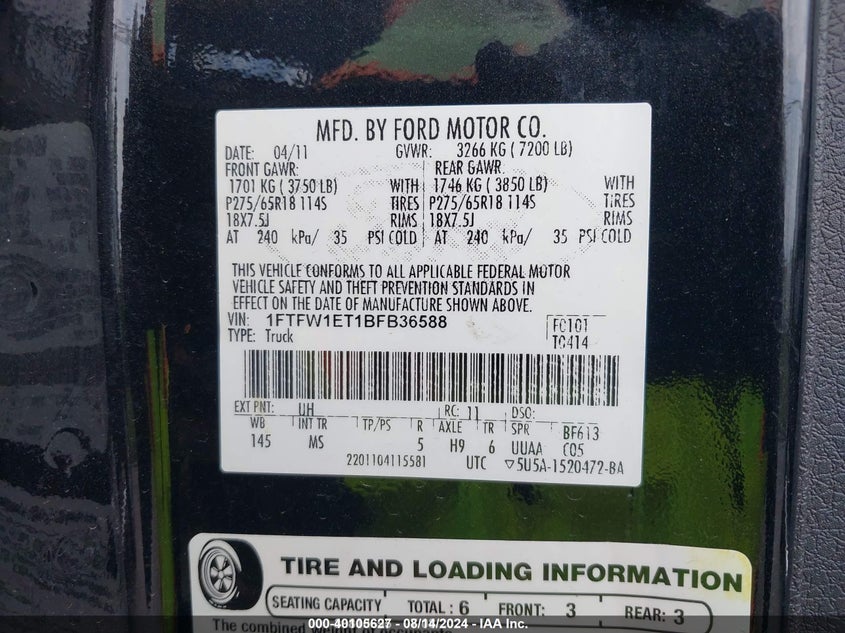 MFD. BY FORD MOTOR CO.
DATE: 04/11 GVWR: 3266 KG ( 7200 LB)
FRONT GAWR: REAR GAWR:
1701 KG ( 3750 LB) WITH 1746 KG ( 3850 LB) WITH
P275/65R18 114S TIRES P275/65R18 114S TIRES
18X7.5J RIMS 18X7.5J RIMS
AT 240 kPa/ 35 PSI COLD AT 240 kPa/ 35 PSI COLD
THIS VEHICLE CONFORMS TO ALL APPLICABLE FEDERAL MOTOR
VEHICLE SAFETY AND THEFT PREVENTION STANDARDS IN
EFFECT ON THE DATE OF MANUFACTURE SHOWN ABOVE.
VIN: 1FTFW1ET1BFB36588 FC101
TYPE: Truck T0414
EXT PNT: UH RC: 11 DSO:
WB INT TR TP/PS R AXLE TR SPR BF613
145 MS 5 H9 6 UUAA C05
2201104115581 UTC ▽5U5A-1520472-BA
TIRE AND LOADING INFORMATION
SEATING CAPACITY TOTAL : 6 FRONT: 3 REAR: 3
The combined weight of occupants
000-40105627 - 08/14/2024 - IAA Inc.